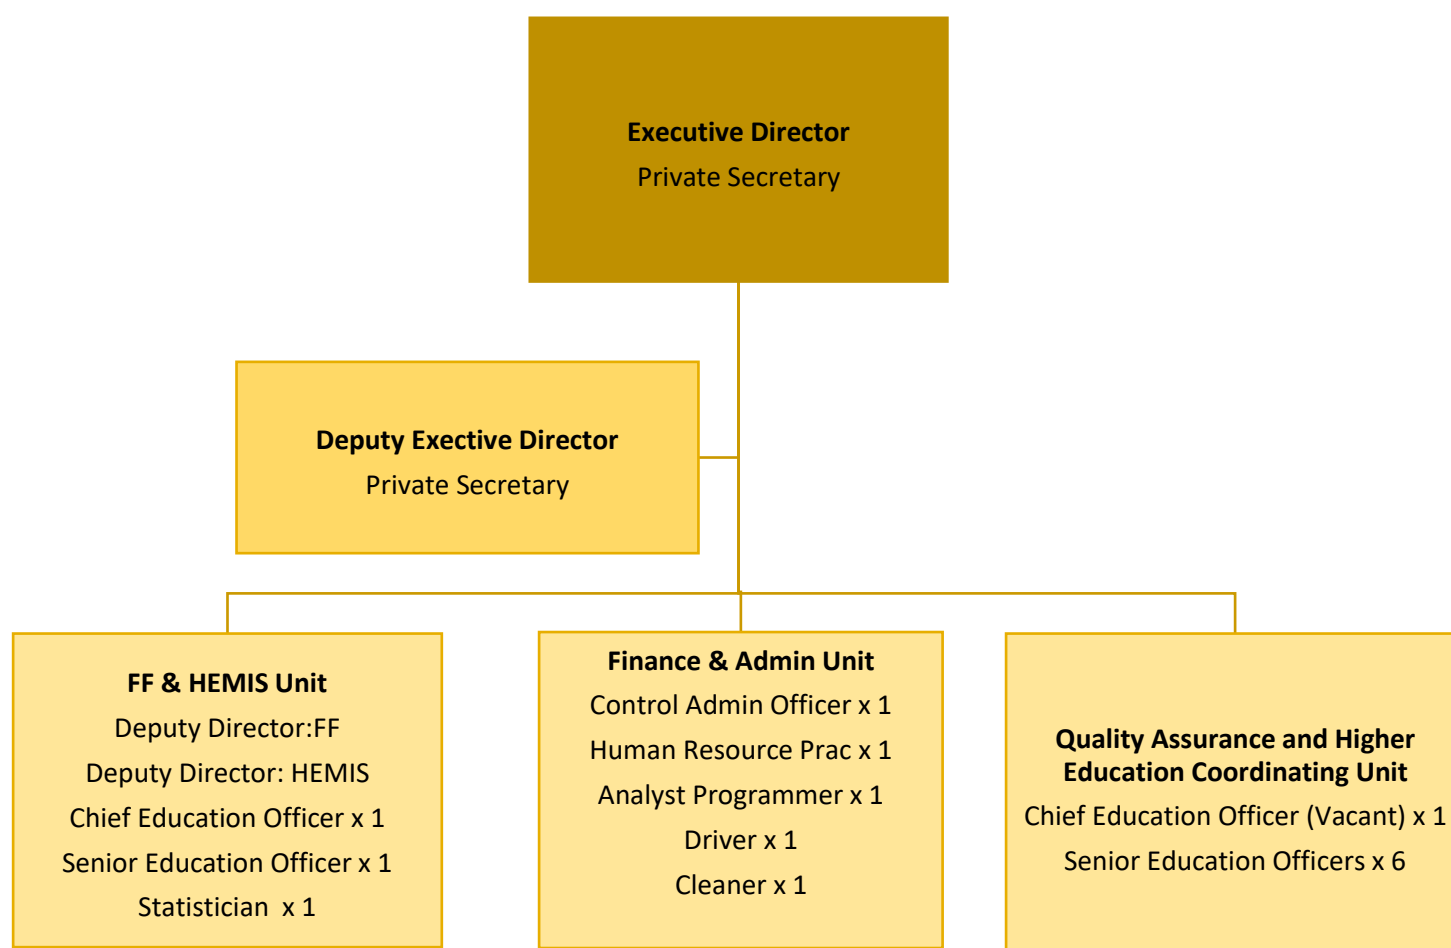 Executive Director
Private Secretary
Deputy Exective Director
Private Secretary
FF & HEMIS Unit
Deputy Director:FF
Deputy Director: HEMIS
Chief Education Officer x 1
Senior Education Officer x 1
Statistician  x 1
Finance & Admin Unit
Control Admin Officer x 1
Human Resource Prac x 1
Analyst Programmer x 1
Driver x 1
Cleaner x 1
Quality Assurance and Higher
Education Coordinating Unit
Chief Education Officer (Vacant) x 1
Senior Education Officers x 6